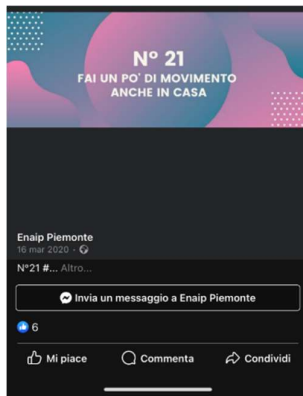 N° 21
FAI UN PO' DI MOVIMENTO
ANCHE IN CASA
Enaip Piemonte
16 mar 2020 ·
N°21 #... Altro...
Invia un messaggio a Enaip Piemonte
6
Mi piace
Commenta
Condividi